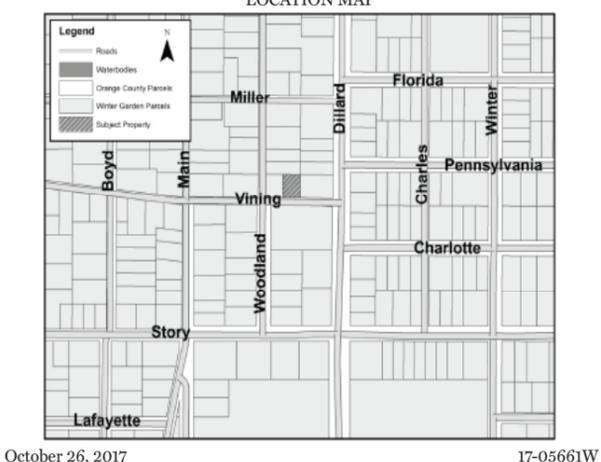 LOCATION MAP
Legend
N
Roads
Waterbodies
Orange County Parcels
Winter Garden Parcels
Subject Property
Florida
Miller
Dillard
Winter
Boyd
Main
Charles
Pennsylvania
Vining
Woodland
Charlotte
Story
Lafayette
October 26, 2017
17-05661W